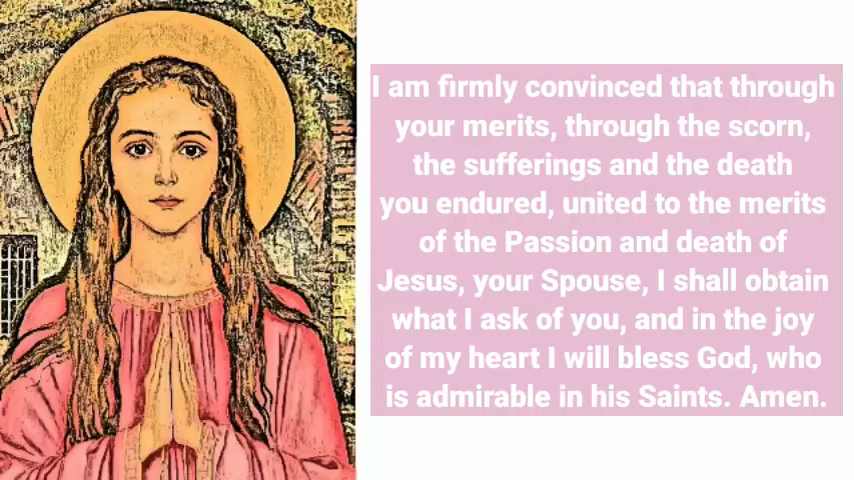 I am firmly convinced that through
your merits, through the scorn,
the sufferings and the death
you endured, united to the merits
of the Passion and death of
Jesus, your Spouse, I shall obtain
what I ask of you, and in the joy
of my heart I will bless God, who
is admirable in his Saints. Amen.